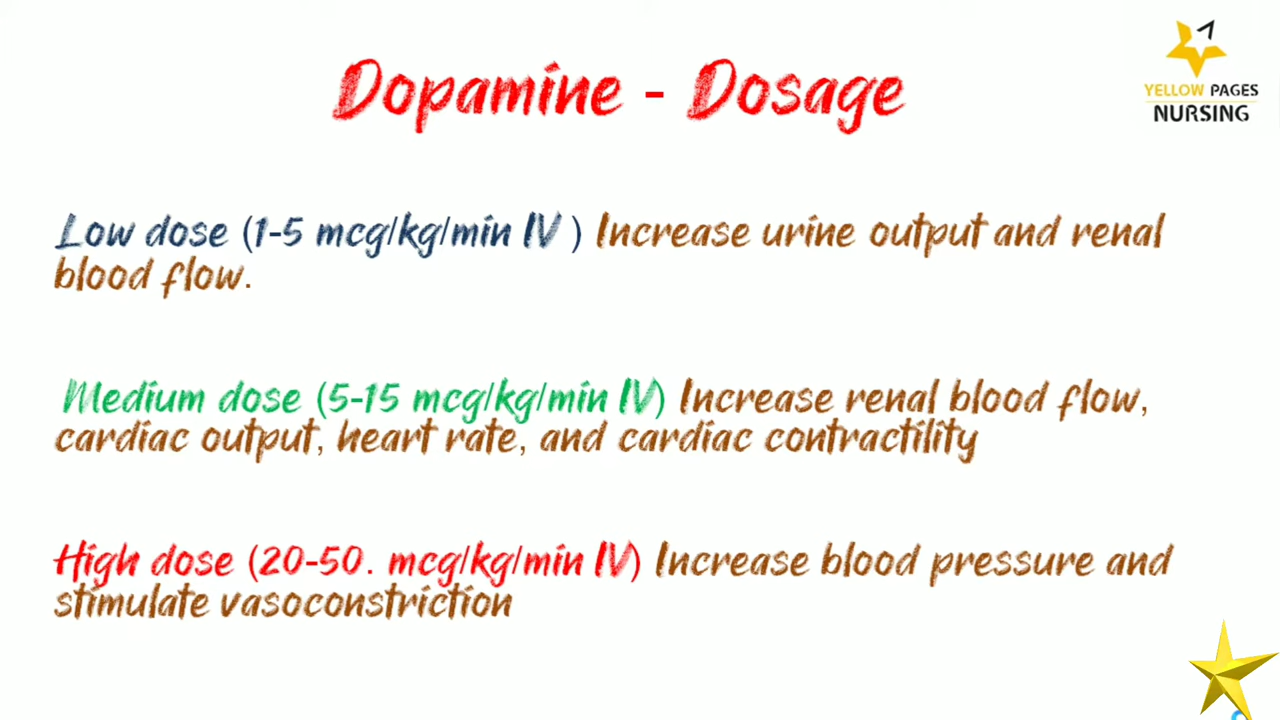 Dopamine - Dosage
YELLOW PAGES
NURSING
Low dose (1-5 mcg/kg/min IV ) Increase urine output and renal
blood flow.
Medium dose (5-15 mcg/kg/min IV) Increase renal blood flow,
cardiac output, heart rate, and cardiac contractility
High dose (20-50. mcg/kg/min IV) Increase blood pressure and
stimulate vasoconstriction